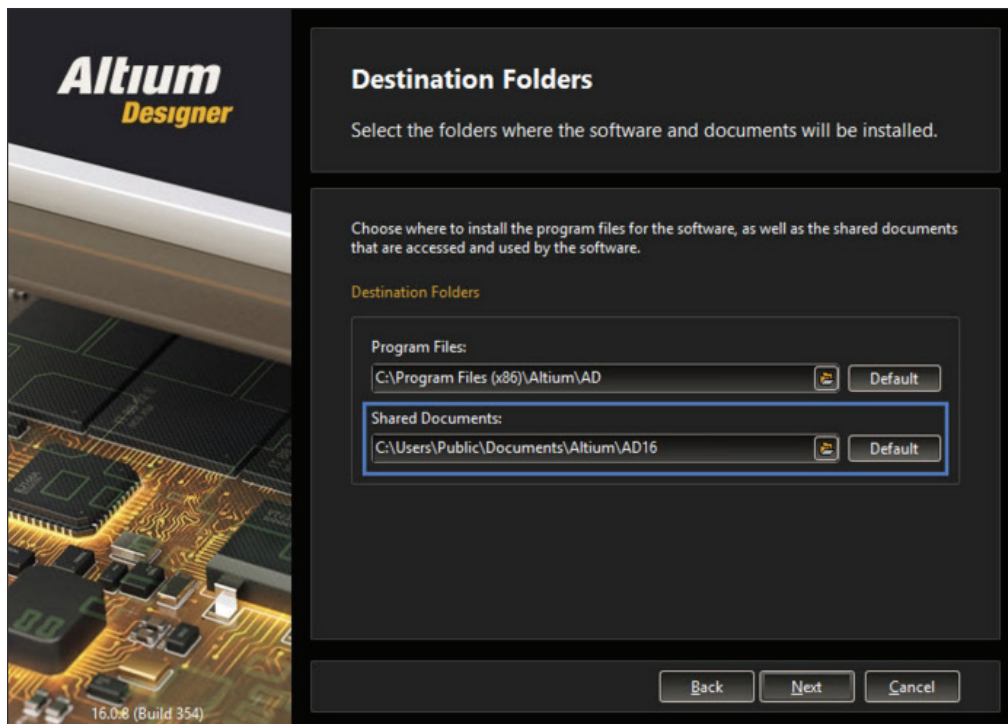 Altium
Designer
Destination Folders
Select the folders where the software and documents will be installed.
Choose where to install the program files for the software, as well as the shared documents
that are accessed and used by the software.
Destination Folders
Program Files:
C:\Program Files (x86)\Altium\AD
Default
Shared Documents:
C:\Users\Public\Documents\Altium\AD16
Default
16.0.8 (Build 354)
Back
Next
Cancel